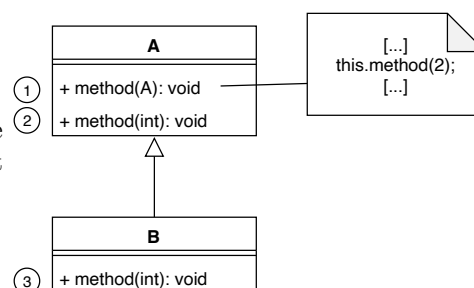 A
[...]
this.method(2);
[...]
1
+ method(A): void
2
+ method(int): void
B
3
+ method(int): void